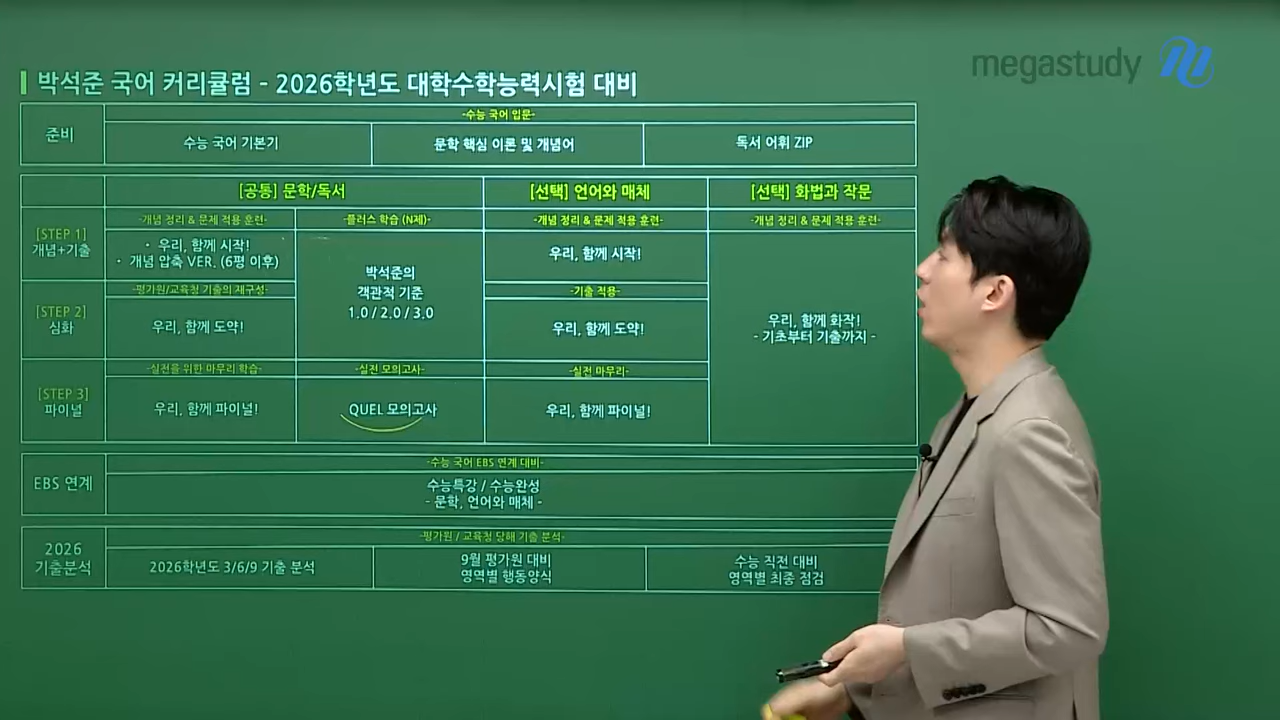 megastudy
박석준 국어 커리큘럼 - 2026학년도 대학수학능력시험 대비
준비
-수능 국어 입문-
수능 국어 기본기
문학 핵심 이론 및 개념어
독서 어휘 ZIP
[공통] 문학/독서
[선택] 언어와 매체
[선택] 화법과 작문
[STEP 1]
개념+기출
-개념 정리 & 문제 적용 훈련-
-플러스 학습 (N제)-
-개념 정리 & 문제 적용 훈련-
-개념 정리 & 문제 적용 훈련-
· 우리, 함께 시작!
· 개념 압축 VER. (6평 이후)
박석준의
객관적 기준
1.0 / 2.0 / 3.0
우리, 함께 시작!
우리, 함께 화작!
- 기초부터 기출까지 -
[STEP 2]
심화
-평가원/교육청 기출의 재구성-
-기출 적용-
우리, 함께 도약!
우리, 함께 도약!
[STEP 3]
파이널
-실전을 위한 마무리 학습-
-실전 모의고사-
-실전 마무리-
우리, 함께 파이널!
QUEL 모의고사
우리, 함께 파이널!
EBS 연계
-수능 국어 EBS 연계 대비-
수능특강 / 수능완성
- 문학, 언어와 매체 -
2026
기출분석
-평가원 / 교육청 당해 기출 분석-
2026학년도 3/6/9 기출 분석
9월 평가원 대비
영역별 행동양식
수능 직전 대비
영역별 최종 점검